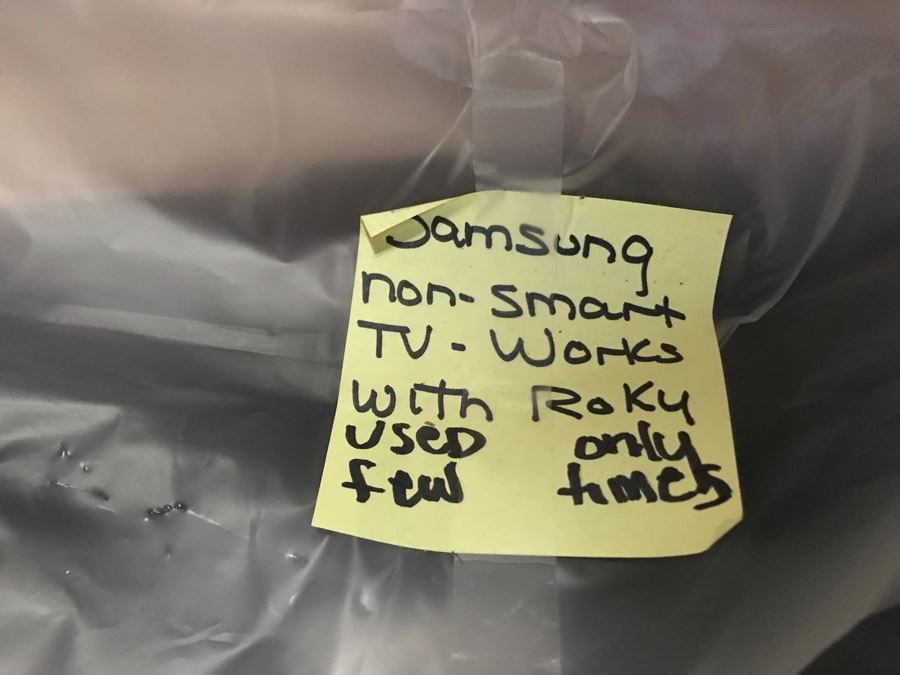 Samsung
non-smart
TV - Works
with Roku
used only
few times